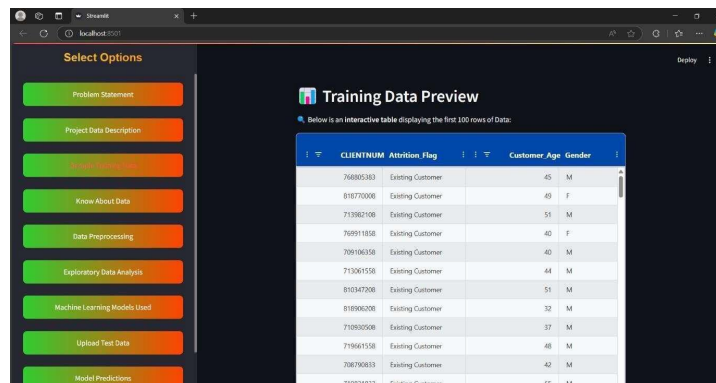 Streamlit
localhost:8501
Select Options
Deploy
Problem Statement
Project Data Description
Know About Data
Data Preprocessing
Exploratory Data Analysis
Machine Learning Models Used
Upload Test Data
Model Predictions
Training Data Preview
Below is an interactive table displaying the first 100 rows of Data:
CLIENTNUM Attrition_Flag Customer_Age Gender
768805383 Existing Customer 45 M
818770008 Existing Customer 49 F
713982108 Existing Customer 51 M
769911858 Existing Customer 40 F
709106358 Existing Customer 40 M
713061558 Existing Customer 44 M
810347208 Existing Customer 51 M
818906208 Existing Customer 32 M
710930508 Existing Customer 37 M
719661558 Existing Customer 48 M
708790833 Existing Customer 42 M